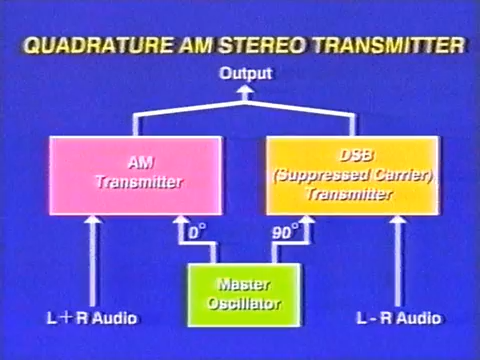 QUADRATURE AM STEREO TRANSMITTER
Output
AM
Transmitter
DSB
(Suppressed Carrier)
Transmitter
0°
90°
Master
Oscillator
L+R Audio
L - R Audio